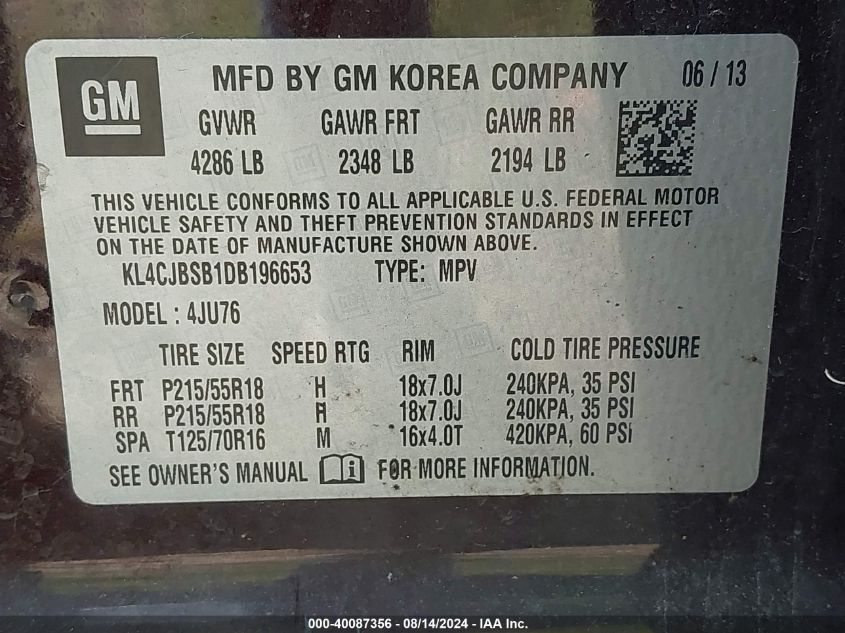 GM
MFD BY GM KOREA COMPANY 06 / 13
GVWR GAWR FRT GAWR RR
4286 LB 2348 LB 2194 LB
THIS VEHICLE CONFORMS TO ALL APPLICABLE U.S. FEDERAL MOTOR
VEHICLE SAFETY AND THEFT PREVENTION STANDARDS IN EFFECT
ON THE DATE OF MANUFACTURE SHOWN ABOVE.
KL4CJBSB1DB196653 TYPE: MPV
MODEL : 4JU76
TIRE SIZE SPEED RTG RIM COLD TIRE PRESSURE
FRT P215/55R18 H 18x7.0J 240KPA, 35 PSI
RR P215/55R18 H 18x7.0J 240KPA, 35 PSI
SPA T125/70R16 M 16x4.0T 420KPA, 60 PSI
SEE OWNER'S MANUAL i FOR MORE INFORMATION.
000-40087356 - 08/14/2024 - IAA Inc.